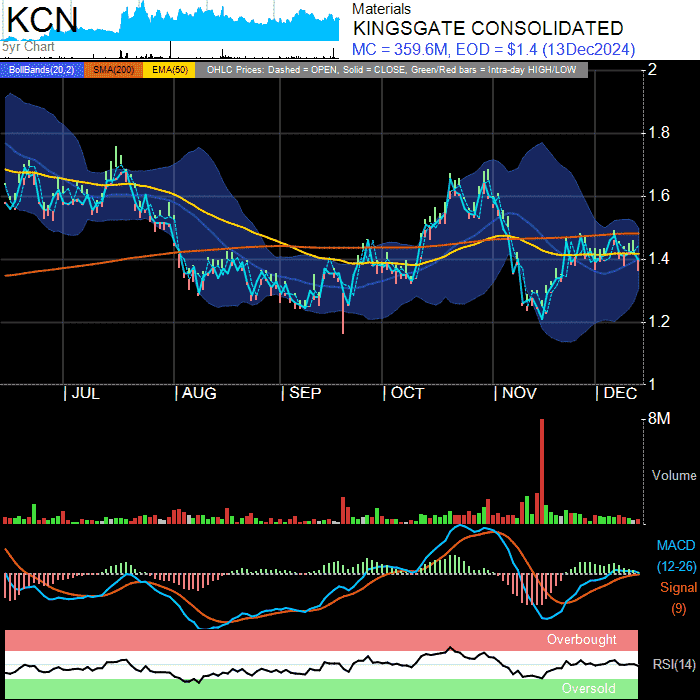 KCN
5yr Chart
Materials
KINGSGATE CONSOLIDATED
MC = 359.6M, EOD = $1.4 (13Dec2024)
BollBands(20,2) SMA(200) EMA(50) OHLC Prices: Dashed = OPEN, Solid = CLOSE, Green/Red bars = Intra-day HIGH/LOW
2
1.8
1.6
1.4
1.2
1
| JUL | AUG | SEP | OCT | NOV | DEC
8M
Volume
MACD
(12-26)
Signal
(9)
Overbought
RSI(14)
Oversold